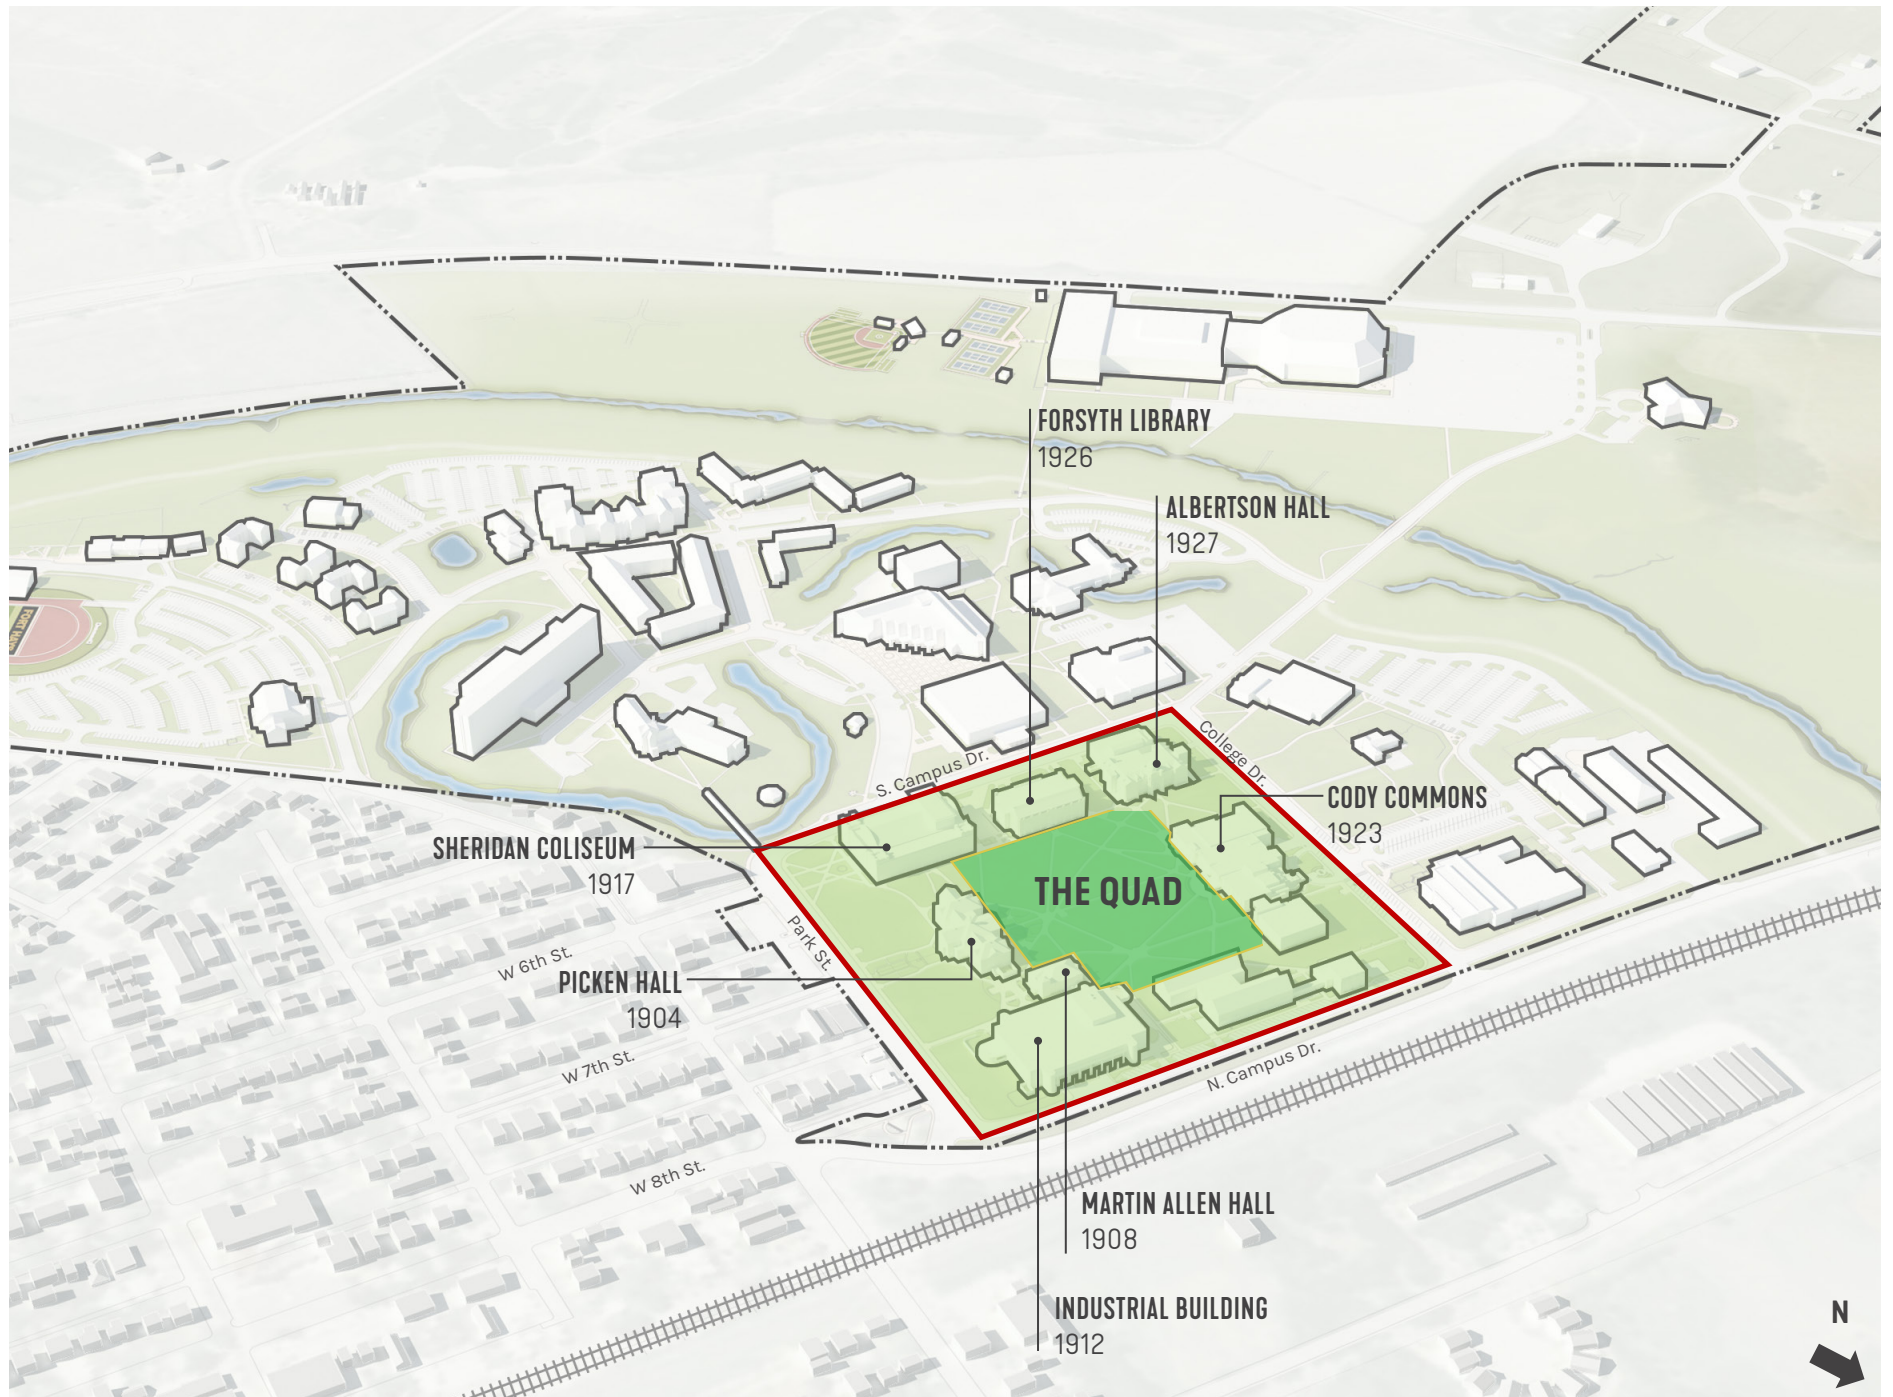 FORSYTH LIBRARY
1926
ALBERTSON HALL
1927
College Dr.
S. Campus Dr.
CODY COMMONS
1923
SHERIDAN COLISEUM
1917
THE QUAD
Park St.
W 6th St.
PICKEN HALL
1904
W 7th St.
N. Campus Dr.
W 8th St.
MARTIN ALLEN HALL
1908
INDUSTRIAL BUILDING
1912
N